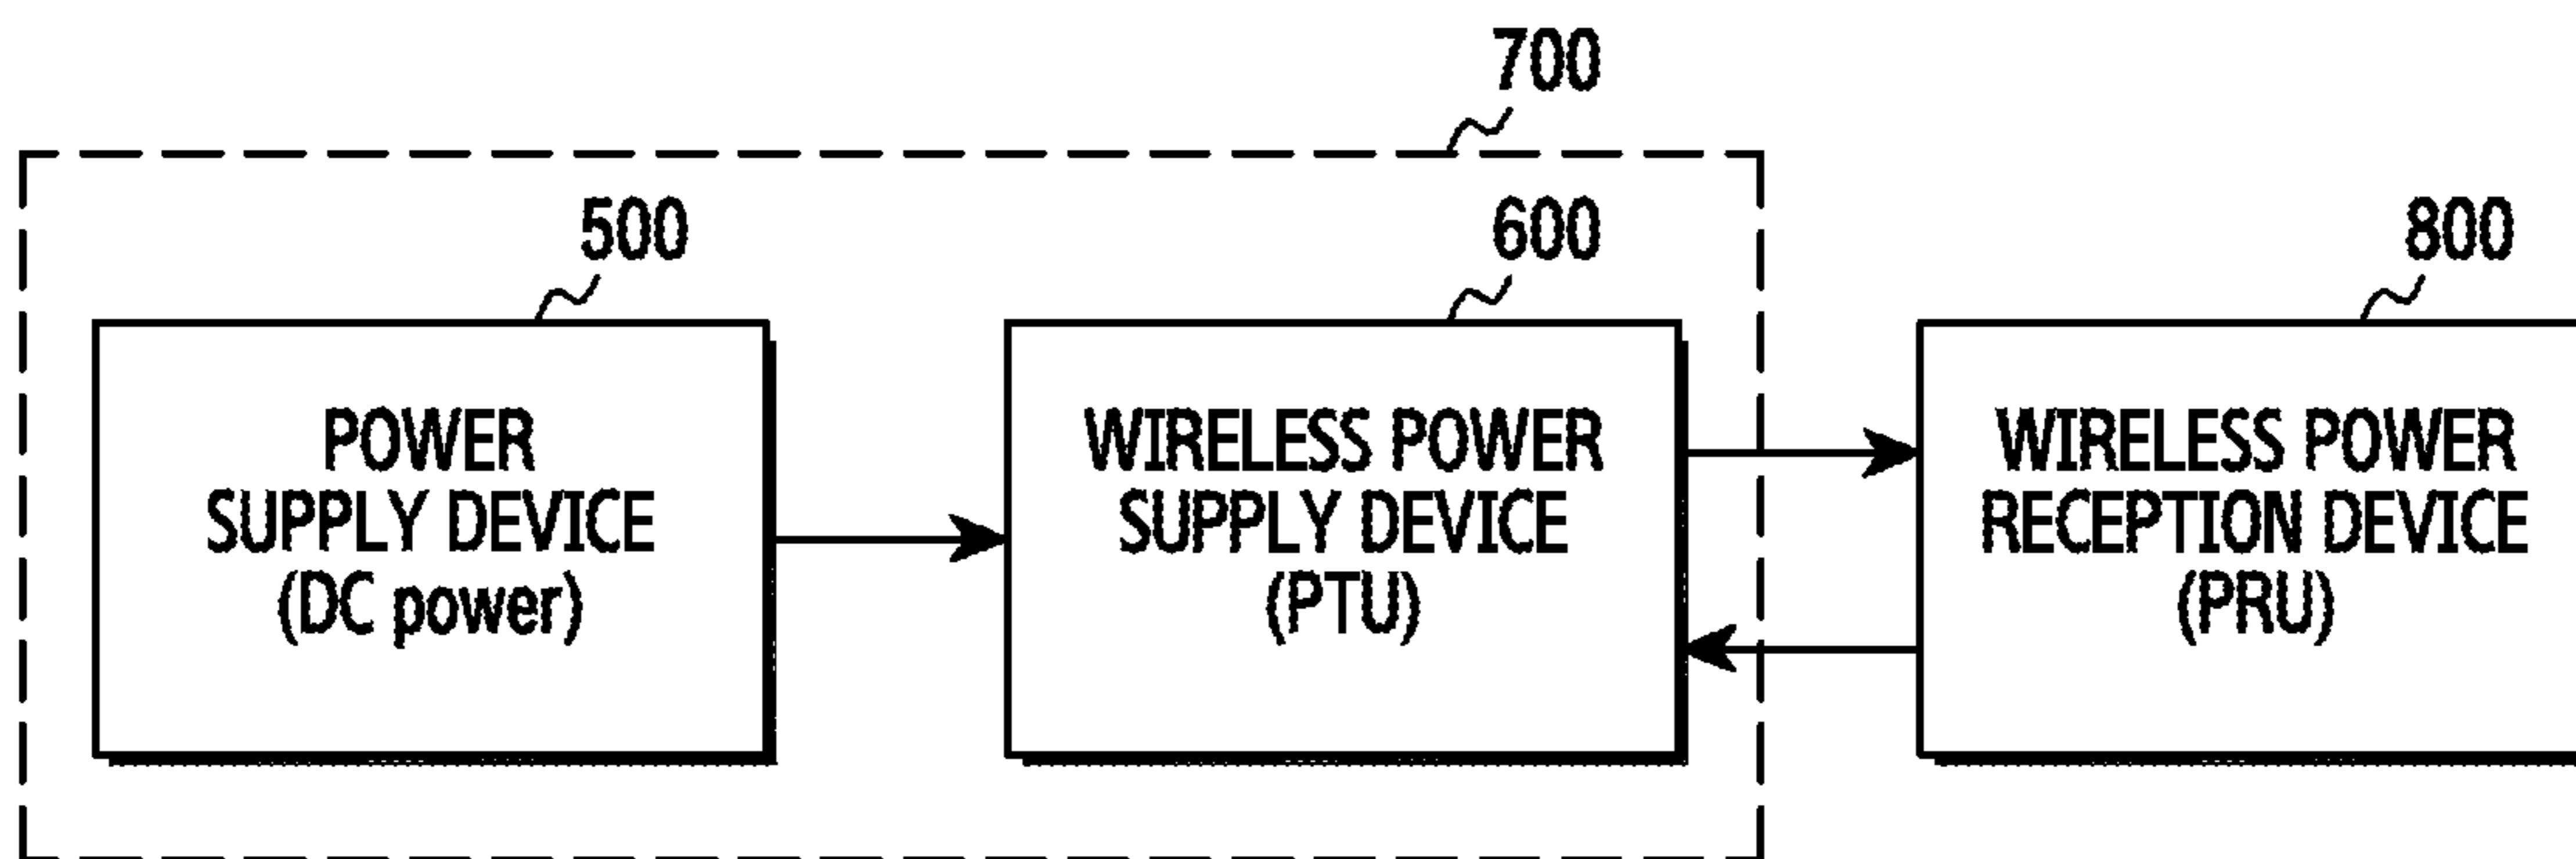 700
500
600
800
POWER
SUPPLY DEVICE
(DC power)
WIRELESS POWER
SUPPLY DEVICE
(PTU)
WIRELESS POWER
RECEPTION DEVICE
(PRU)